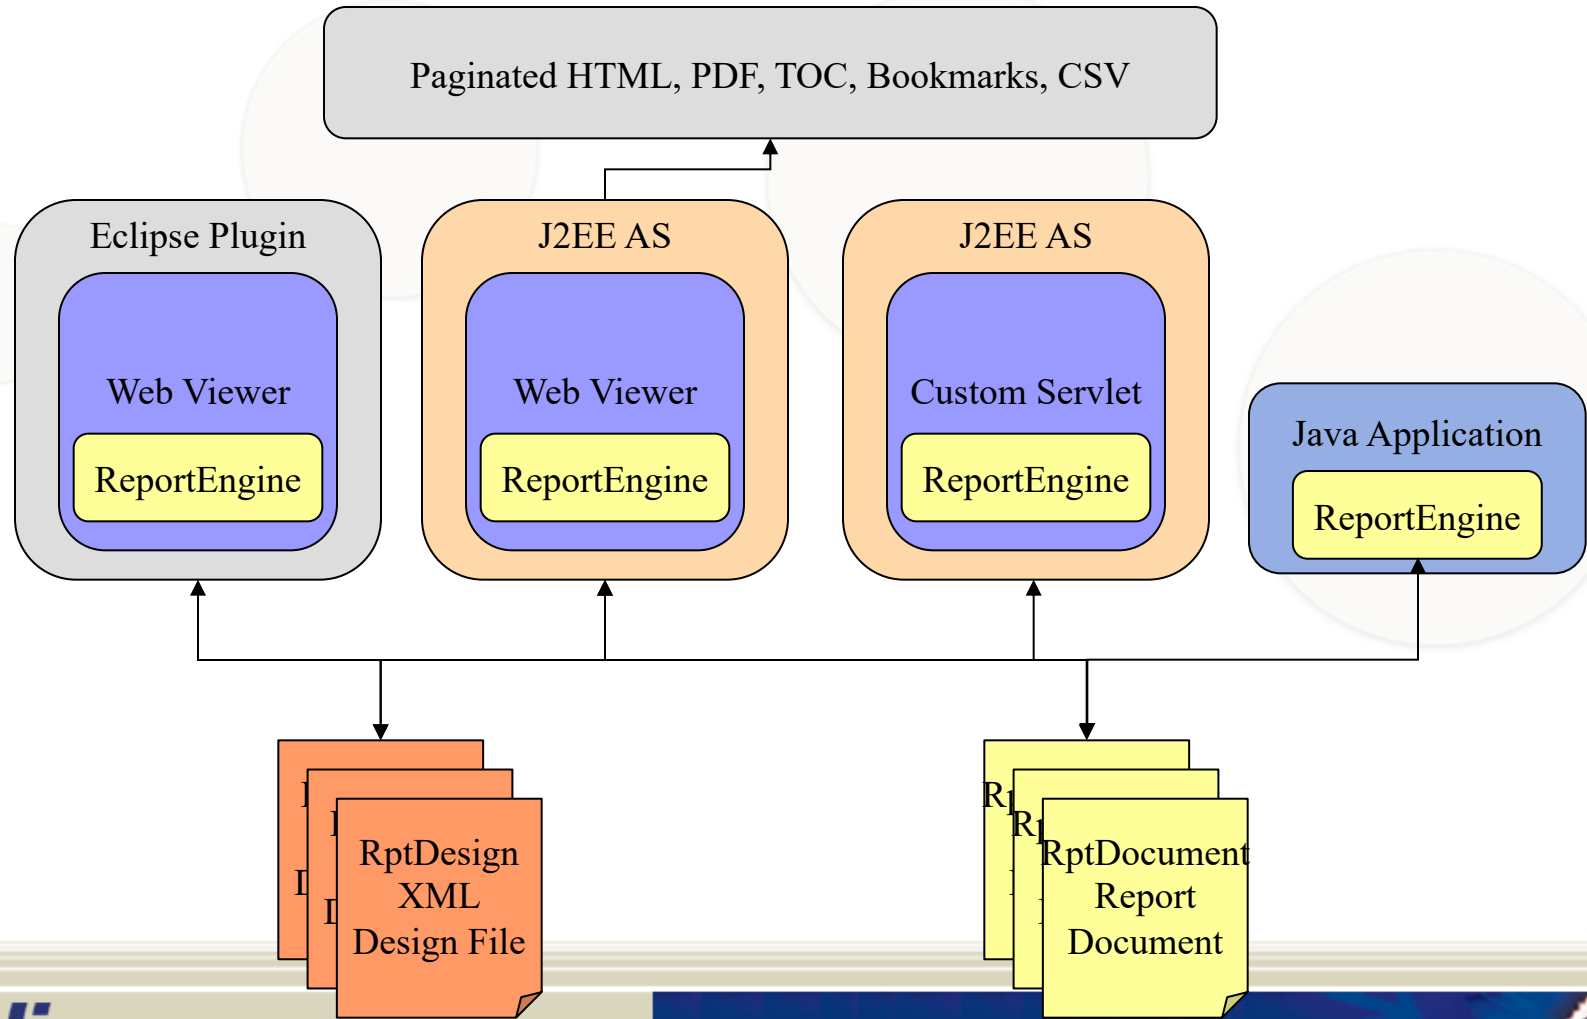 Paginated HTML, PDF, TOC, Bookmarks, CSV
Eclipse Plugin
Web Viewer
ReportEngine
J2EE AS
Web Viewer
ReportEngine
J2EE AS
Custom Servlet
ReportEngine
Java Application
ReportEngine
RptDesign
XML
Design File
RptDocument
Report
Document